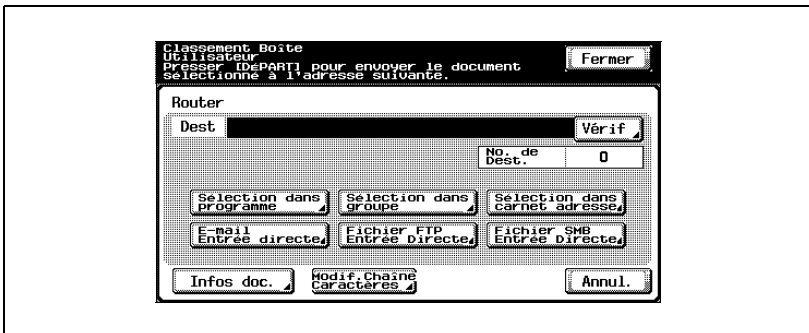 Classement Boîte
Utilisateur
Presser [DéPART] pour envoyer le document
sélectionné à l'adresse suivante.
Fermer
Router
Dest
Vérif
No. de
Dest.
0
Sélection dans
programme
Sélection dans
groupe
Sélection dans
carnet adresse
E-mail
Entrée directe
Fichier FTP
Entrée Directe
Fichier SMB
Entrée Directe
Infos doc.
Modif.Chaîne
Caractères
Annul.